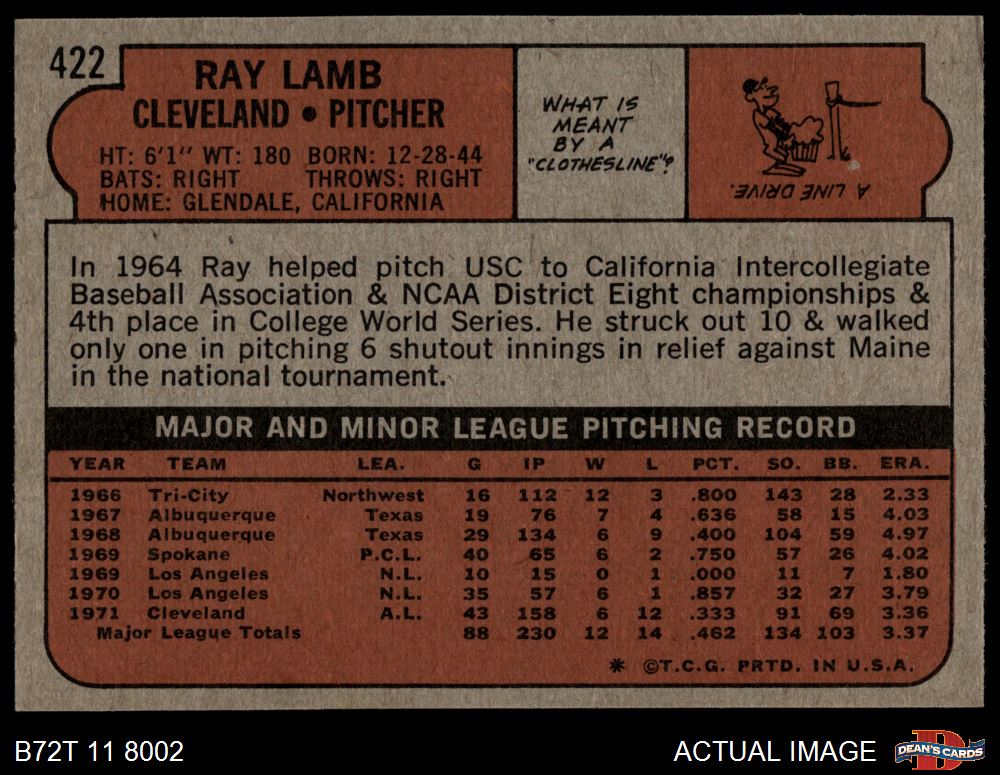 422
RAY LAMB
CLEVELAND • PITCHER
HT: 6'1" WT: 180 BORN: 12-28-44
BATS: RIGHT THROWS: RIGHT
HOME: GLENDALE, CALIFORNIA
WHAT IS
MEANT
BY A
"CLOTHESLINE"?
A LINE DRIVE.
In 1964 Ray helped pitch USC to California Intercollegiate
Baseball Association & NCAA District Eight championships &
4th place in College World Series. He struck out 10 & walked
only one in pitching 6 shutout innings in relief against Maine
in the national tournament.
MAJOR AND MINOR LEAGUE PITCHING RECORD
YEAR TEAM LEA. G IP W L PCT. SO. BB. ERA.
1966 Tri-City Northwest 16 112 12 3 .800 143 28 2.33
1967 Albuquerque Texas 19 76 7 4 .636 58 15 4.03
1968 Albuquerque Texas 29 134 6 9 .400 104 59 4.97
1969 Spokane P.C.L. 40 65 6 2 .750 57 26 4.02
1969 Los Angeles N.L. 10 15 0 1 .000 11 7 1.80
1970 Los Angeles N.L. 35 57 6 1 .857 32 27 3.79
1971 Cleveland A.L. 43 158 6 12 .333 91 69 3.36
Major League Totals 88 230 12 14 .462 134 103 3.37
* ©T.C.G. PRTD. IN U.S.A.
B72T 11 8002
ACTUAL IMAGE
DEAN'S CARDS